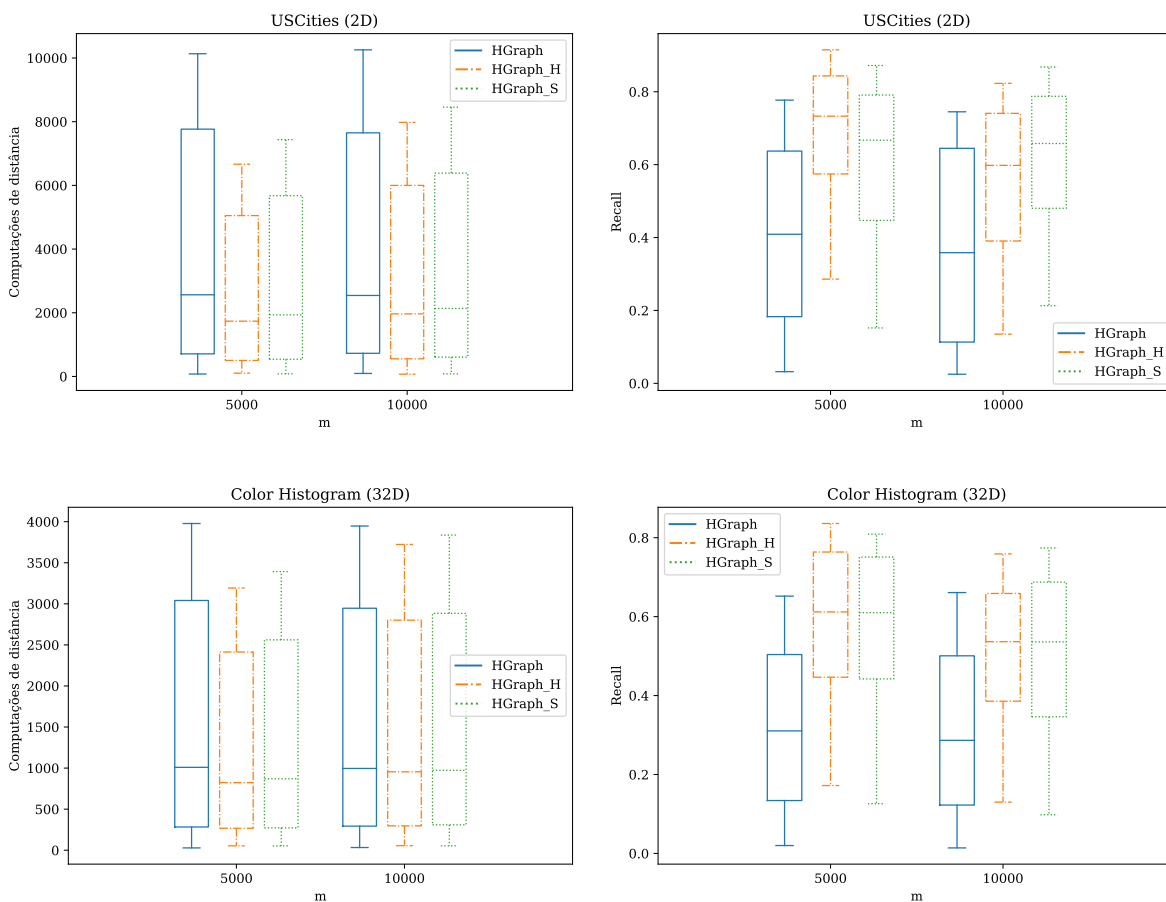 USCities (2D)
Computações de distância
10000
8000
6000
4000
2000
0
5000
10000
m
HGraph
HGraph_H
HGraph_S
USCities (2D)
Recall
0.8
0.6
0.4
0.2
0.0
5000
10000
m
HGraph
HGraph_H
HGraph_S
Color Histogram (32D)
Computações de distância
4000
3500
3000
2500
2000
1500
1000
500
0
5000
10000
m
HGraph
HGraph_H
HGraph_S
Color Histogram (32D)
Recall
0.8
0.6
0.4
0.2
0.0
5000
10000
m
HGraph
HGraph_H
HGraph_S